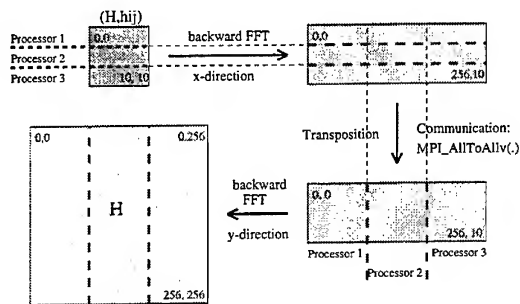 (H,hij)
Processor 1
Processor 2
Processor 3
0,0
10, 10
backward FFT
x-direction
0,0
256,10
Transposition
Communication:
MPI_AllToAllv(.)
0,0
0,256
H
256, 256
backward
FFT
y-direction
0, 0
256, 10
Processor 1
Processor 2
Processor 3